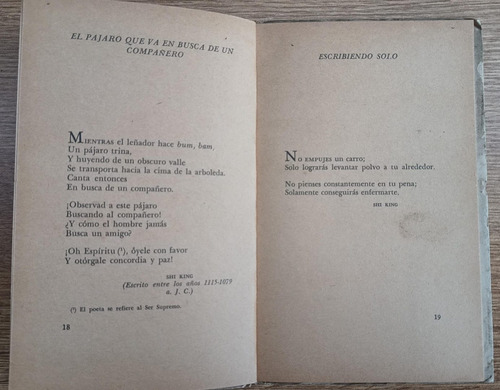 EL PAJARO QUE VA EN BUSCA DE UN
COMPAÑERO
MIENTRAS el leñador hace bum, bam,
Un pájaro trina,
Y huyendo de un obscuro valle
Se transporta hacia la cima de la arboleda.
Canta entonces
En busca de un compañero.
¡Observad a este pájaro
Buscando al compañero!
¿Y cómo el hombre jamás
Busca un amigo?
¡Oh Espíritu (¹), óyele con favor
Y otórgale concordia y paz!
SHI KING
(Escrito entre los años 1115-1079
a. J. C.)
(¹) El poeta se refiere al Ser Supremo.
18
ESCRIBIENDO SOLO
NO EMPUJES un carro;
Solo lograrás levantar polvo a tu alrededor.
No pienses constantemente en tu pena;
Solamente conseguirás enfermarte.
SHI KING
19